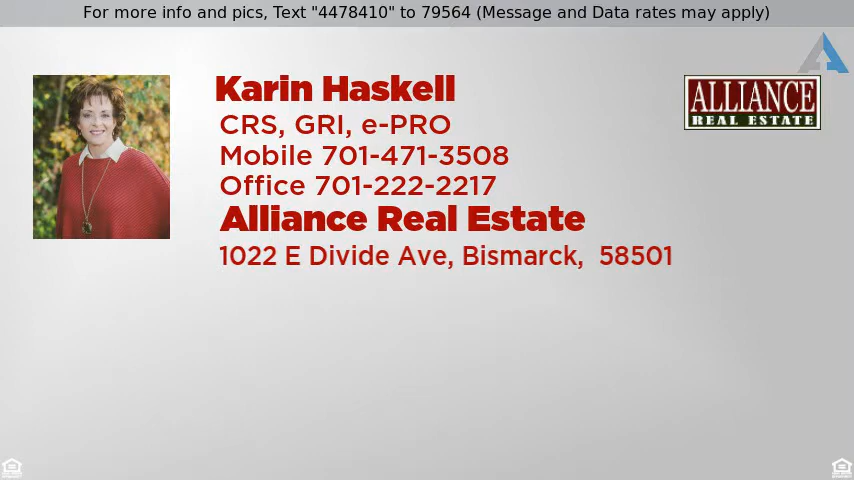 For more info and pics, Text "4478410" to 79564 (Message and Data rates may apply)
Karin Haskell
CRS, GRI, e-PRO
Mobile 701-471-3508
Office 701-222-2217
Alliance Real Estate
1022 E Divide Ave, Bismarck,  58501
ALLIANCE
REAL ESTATE